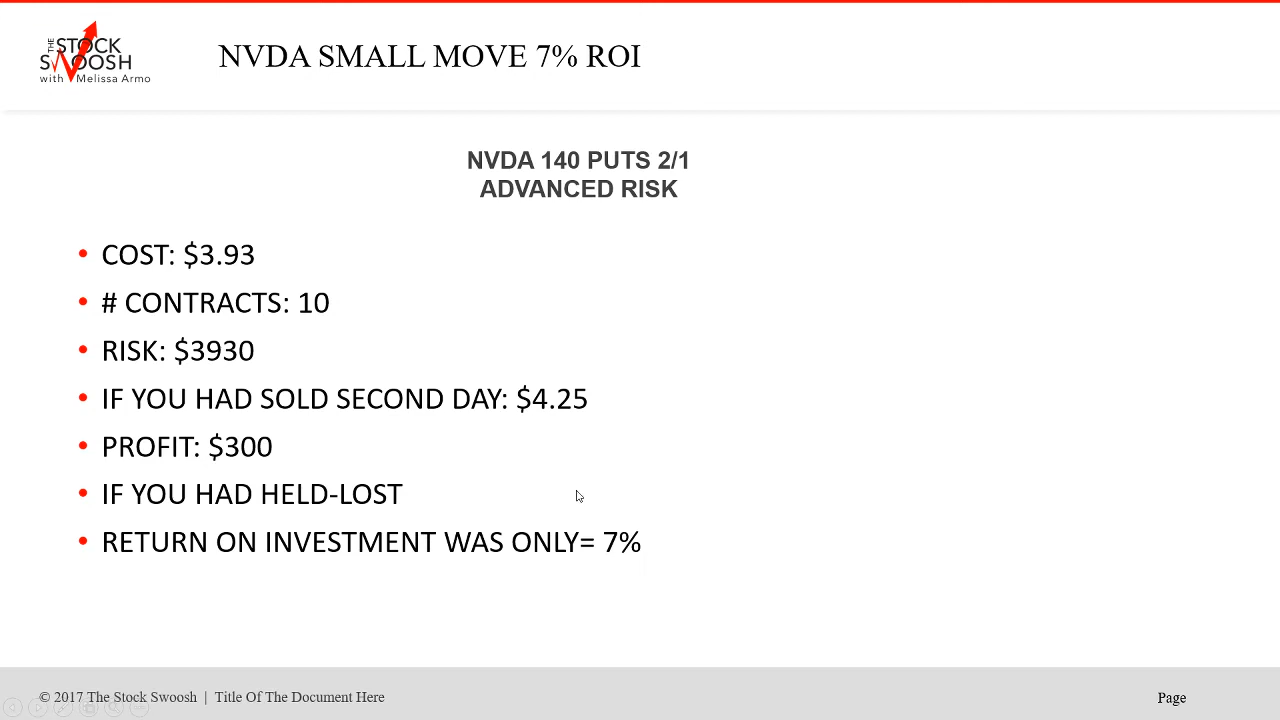 THE STOCK
SWOOSH
with Melissa Armo
NVDA SMALL MOVE 7% ROI
NVDA 140 PUTS 2/1
ADVANCED RISK
• COST: $3.93
• # CONTRACTS: 10
• RISK: $3930
• IF YOU HAD SOLD SECOND DAY: $4.25
• PROFIT: $300
• IF YOU HAD HELD-LOST
• RETURN ON INVESTMENT WAS ONLY= 7%
© 2017 The Stock Swoosh | Title Of The Document Here
Page